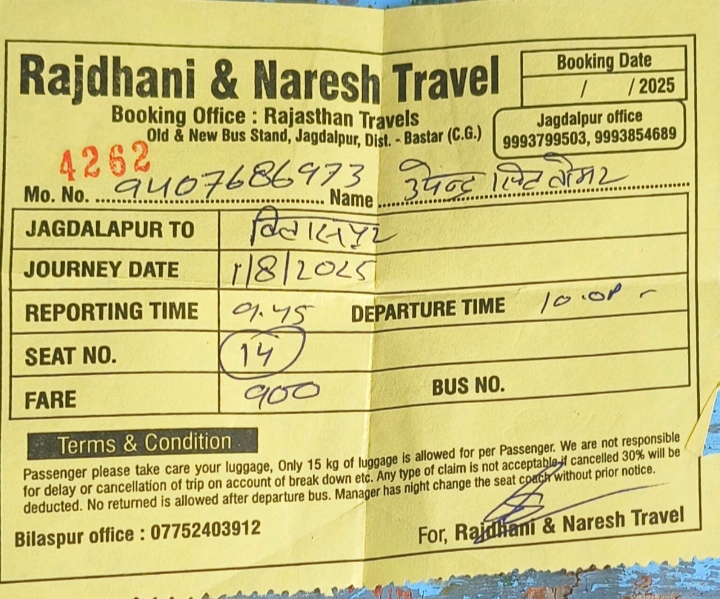 Rajdhani & Naresh Travel
Booking Date
/ / 2025
Booking Office : Rajasthan Travels
Old & New Bus Stand, Jagdalpur, Dist. - Bastar (C.G.)
Jagdalpur office
9993799503, 9993854689
4262
Mo. No. 9407686973 Name उपेन्द्र सिंह तोमर
JAGDALAPUR TO बिलासपुर
JOURNEY DATE 1/8/2025
REPORTING TIME 9.45 DEPARTURE TIME 10.00
SEAT NO. 14
FARE 900 BUS NO.
Terms & Condition
Passenger please take care your luggage, Only 15 kg of luggage is allowed for per Passenger. We are not responsible
for delay or cancellation of trip on account of break down etc. Any type of claim is not acceptable if cancelled 30% will be
deducted. No returned is allowed after departure bus. Manager has night change the seat coach without prior notice.
Bilaspur office : 07752403912
For, Rajdhani & Naresh Travel